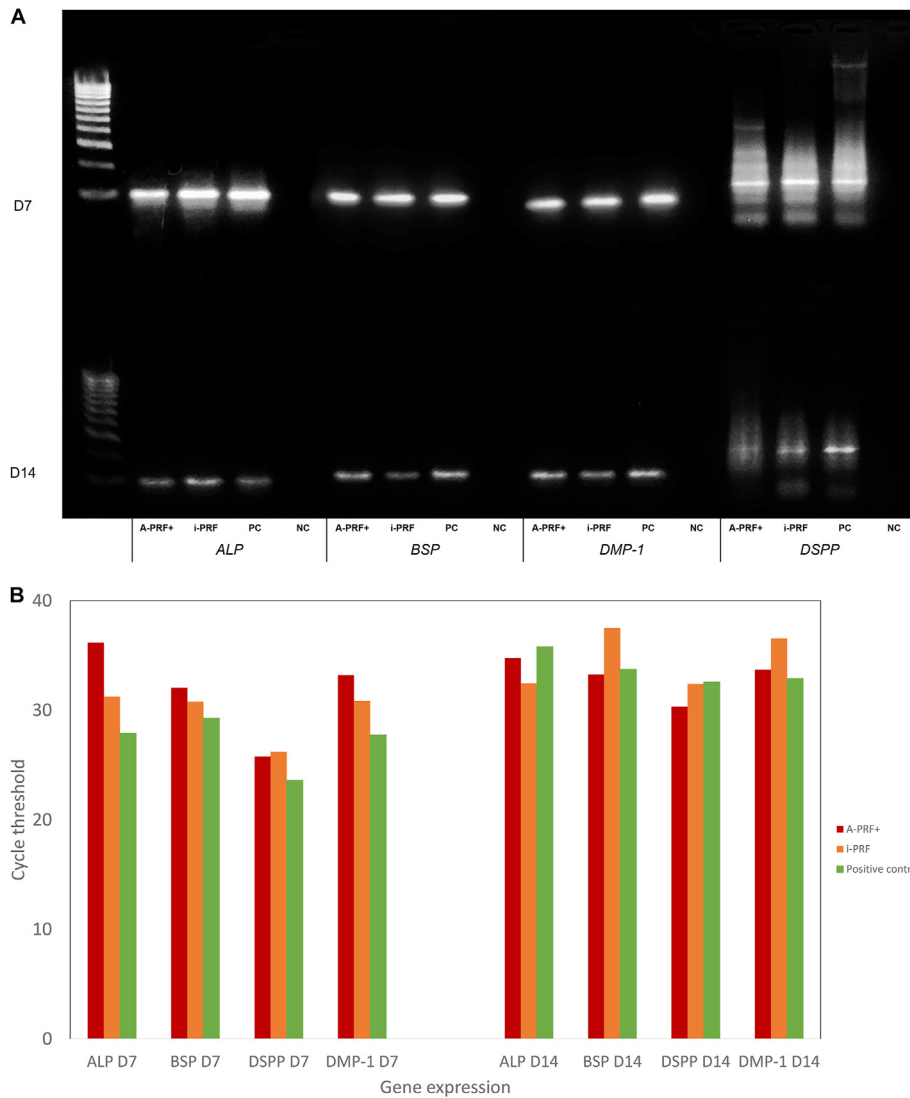 A
D7
D14
A-PRF+ i-PRF PC NC A-PRF+ i-PRF PC NC A-PRF+ i-PRF PC NC A-PRF+ i-PRF PC NC
ALP BSP DMP-1 DSPP
B
40
30
20
10
0
Cycle threshold
A-PRF+
i-PRF
Positive contr
ALP D7 BSP D7 DSPP D7 DMP-1 D7 ALP D14 BSP D14 DSPP D14 DMP-1 D14
Gene expression